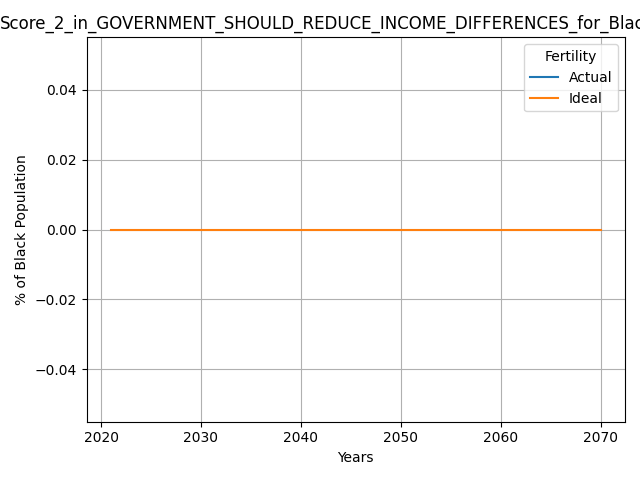 Score_2_in_GOVERNMENT_SHOULD_REDUCE_INCOME_DIFFERENCES_for_Blac
Fertility
Actual
Ideal
0.04
0.02
0.00
−0.02
−0.04
% of Black Population
2020 2030 2040 2050 2060 2070
Years